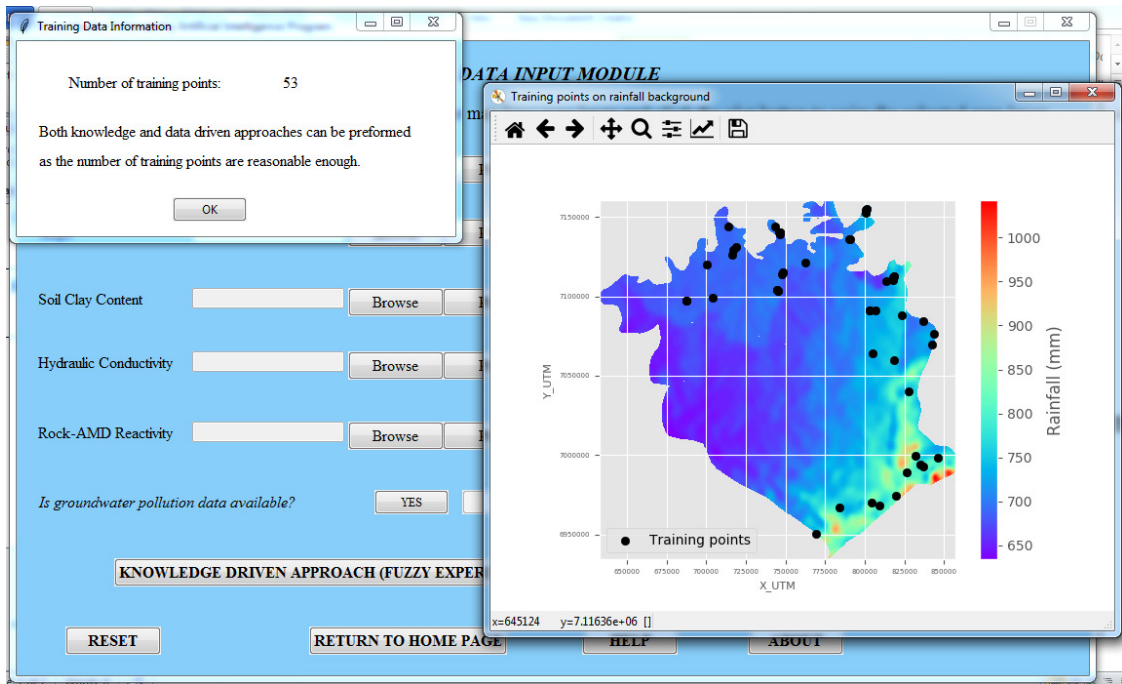 Training Data Information
Number of training points: 53
Both knowledge and data driven approaches can be preformed
as the number of training points are reasonable enough.
OK
DATA INPUT MODULE
Soil Clay Content
Browse
Hydraulic Conductivity
Browse
Rock-AMD Reactivity
Browse
Is groundwater pollution data available?
YES
KNOWLEDGE DRIVEN APPROACH (FUZZY EXPER
RESET
RETURN TO HOME PAGE
HELP
ABOUT
Training points on rainfall background
7150000
7100000
7050000
7000000
6950000
Y_UTM
Training points
650000 675000 700000 725000 750000 775000 800000 825000 850000
X_UTM
1000
950
900
850
800
750
700
650
Rainfall (mm)
x=645124 y=7.11636e+06 []